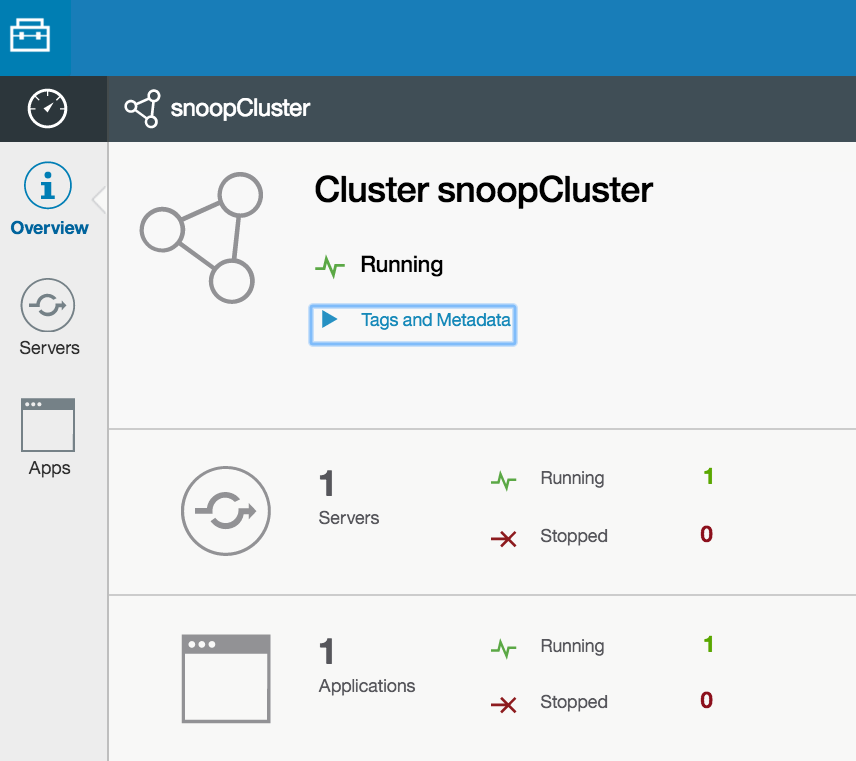 snoopCluster
Overview
Servers
Apps
Cluster snoopCluster
Running
Tags and Metadata
1
Servers
Running 1
Stopped 0
1
Applications
Running 1
Stopped 0